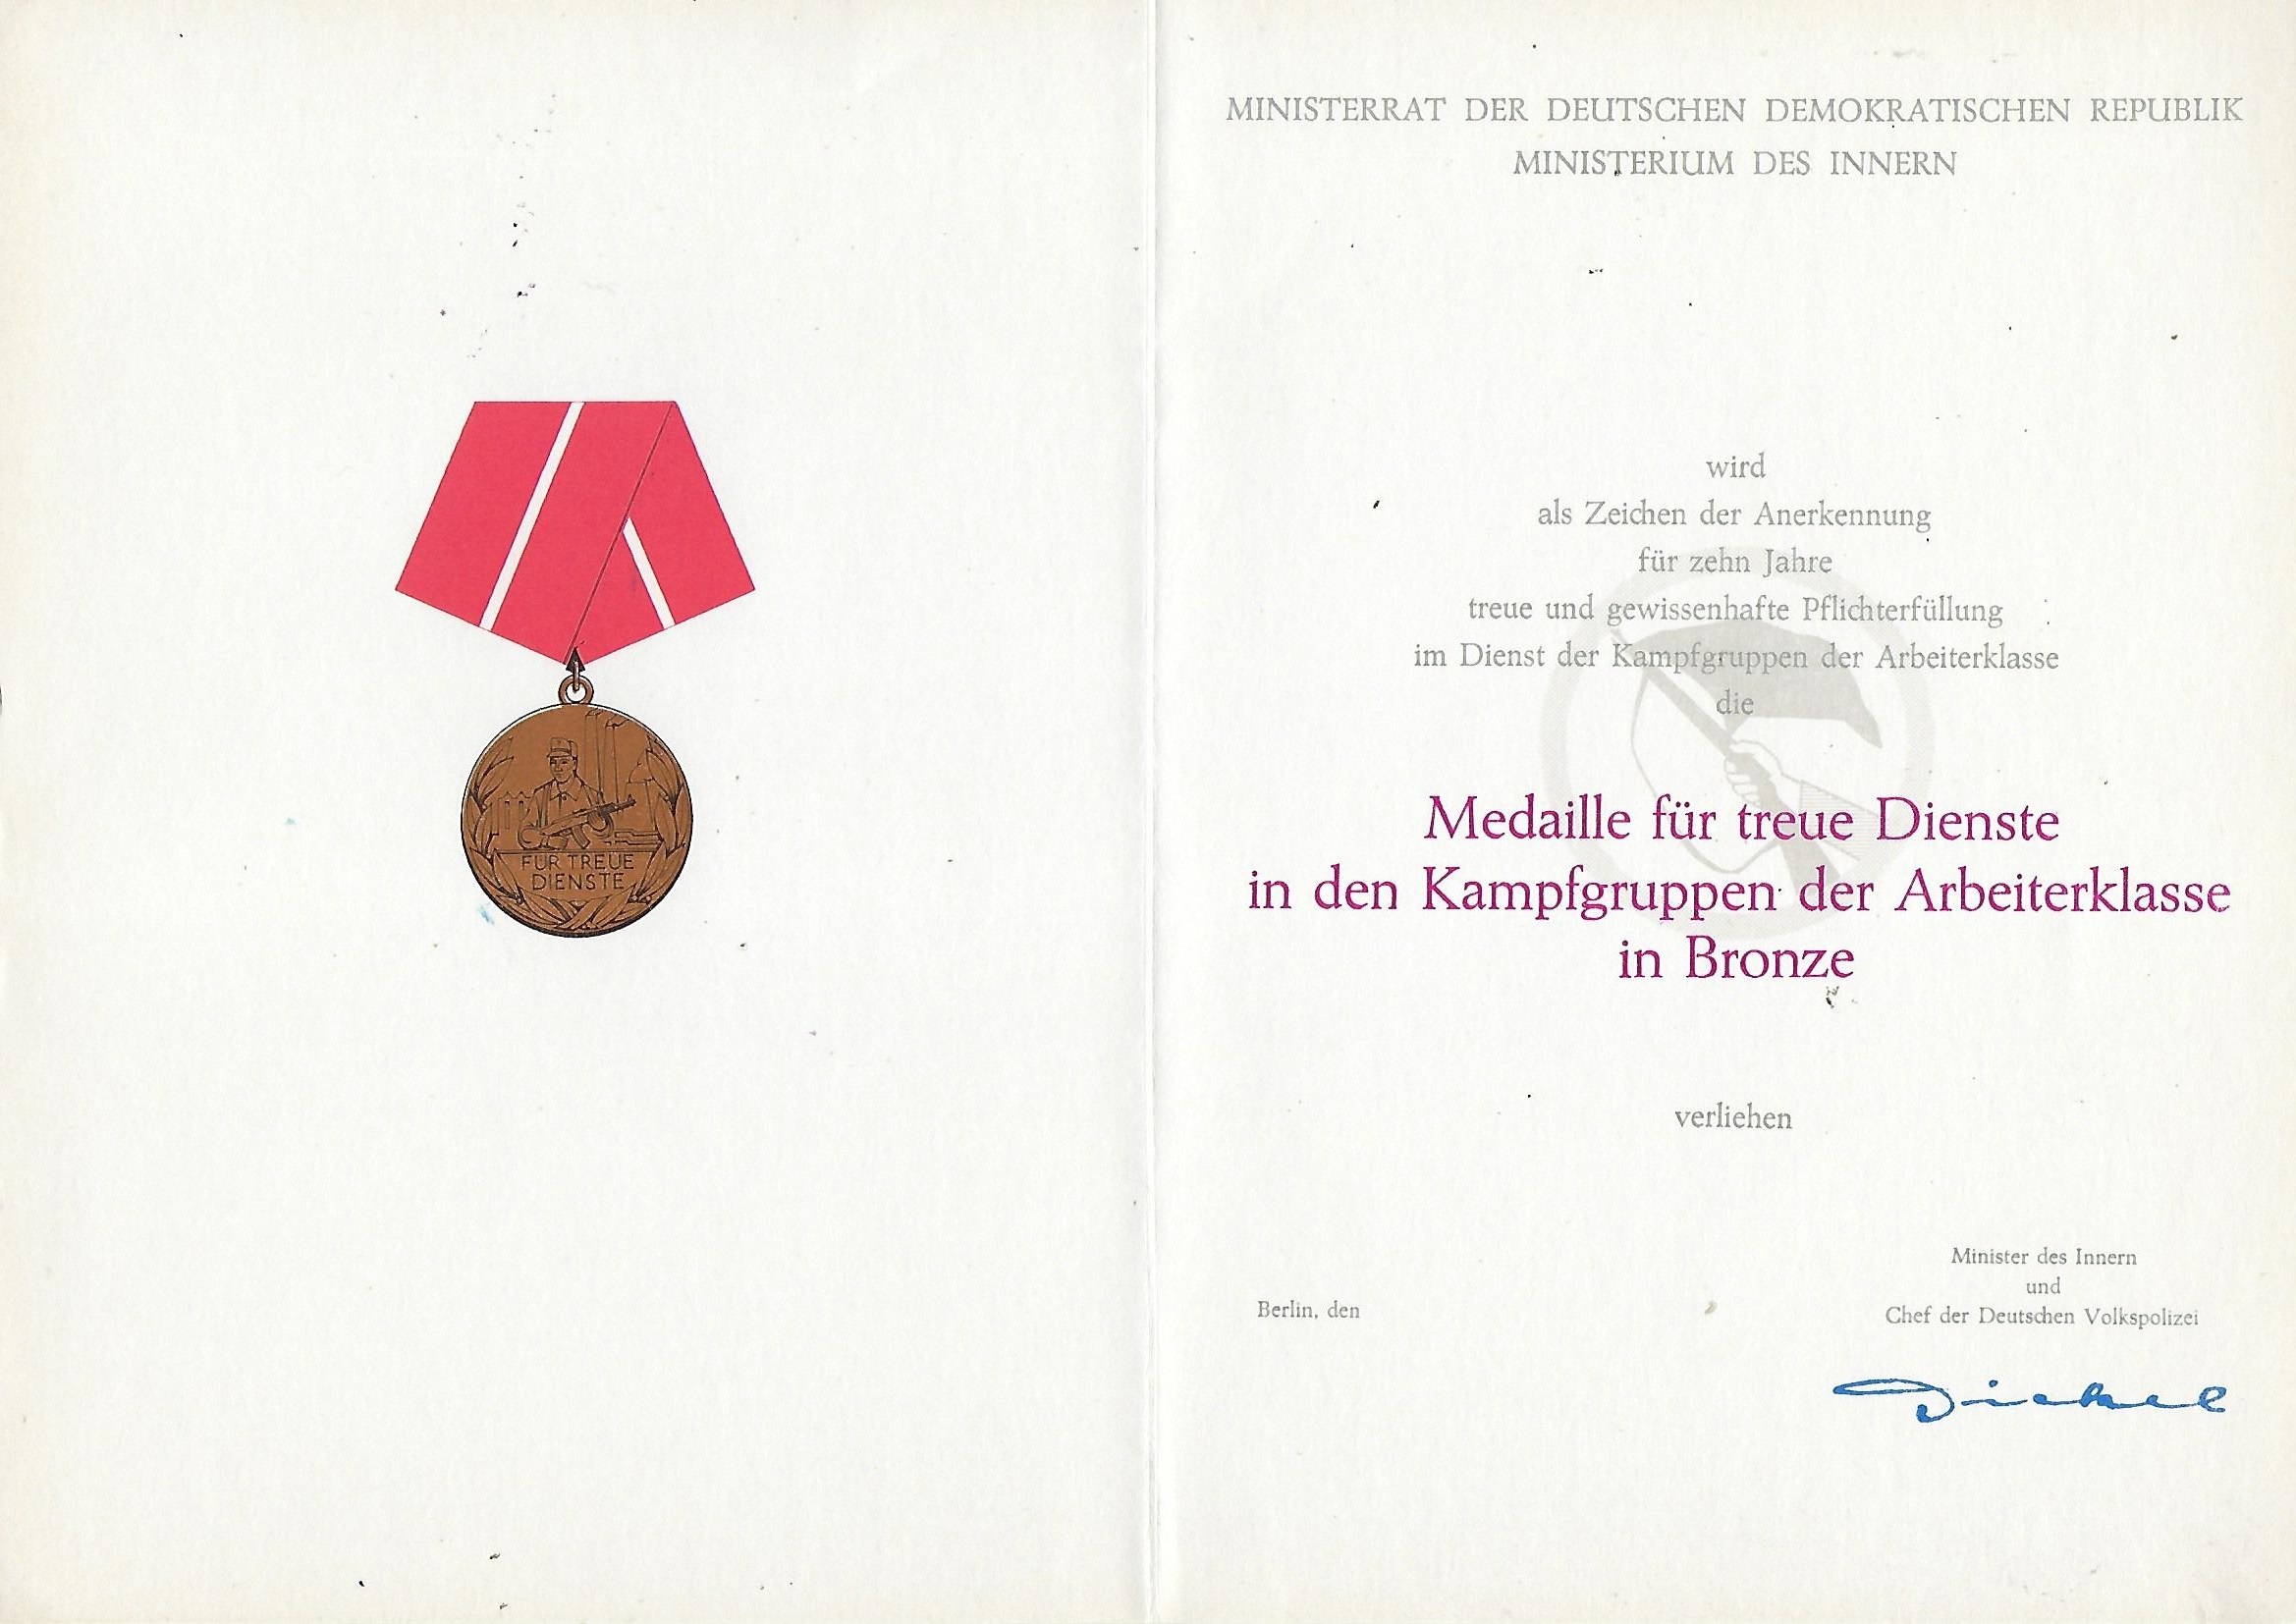 FÜR TREUE
DIENSTE
MINISTERRAT DER DEUTSCHEN DEMOKRATISCHEN REPUBLIK
MINISTERIUM DES INNERN
wird
als Zeichen der Anerkennung
für zehn Jahre
treue und gewissenhafte Pflichterfüllung
im Dienst der Kampfgruppen der Arbeiterklasse
die
Medaille für treue Dienste
in den Kampfgruppen der Arbeiterklasse
in Bronze
verliehen
Minister des Innern
und
Berlin, den
Chef der Deutschen Volkspolizei
Dickel